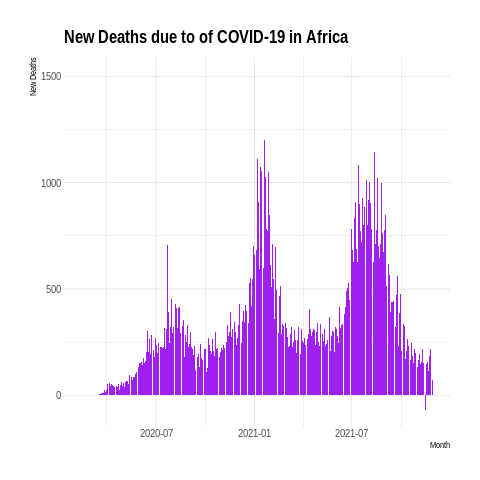 New Deaths due to of COVID-19 in Africa
New Deaths
1500
1000
500
0
2020-07
2021-01
2021-07
Month